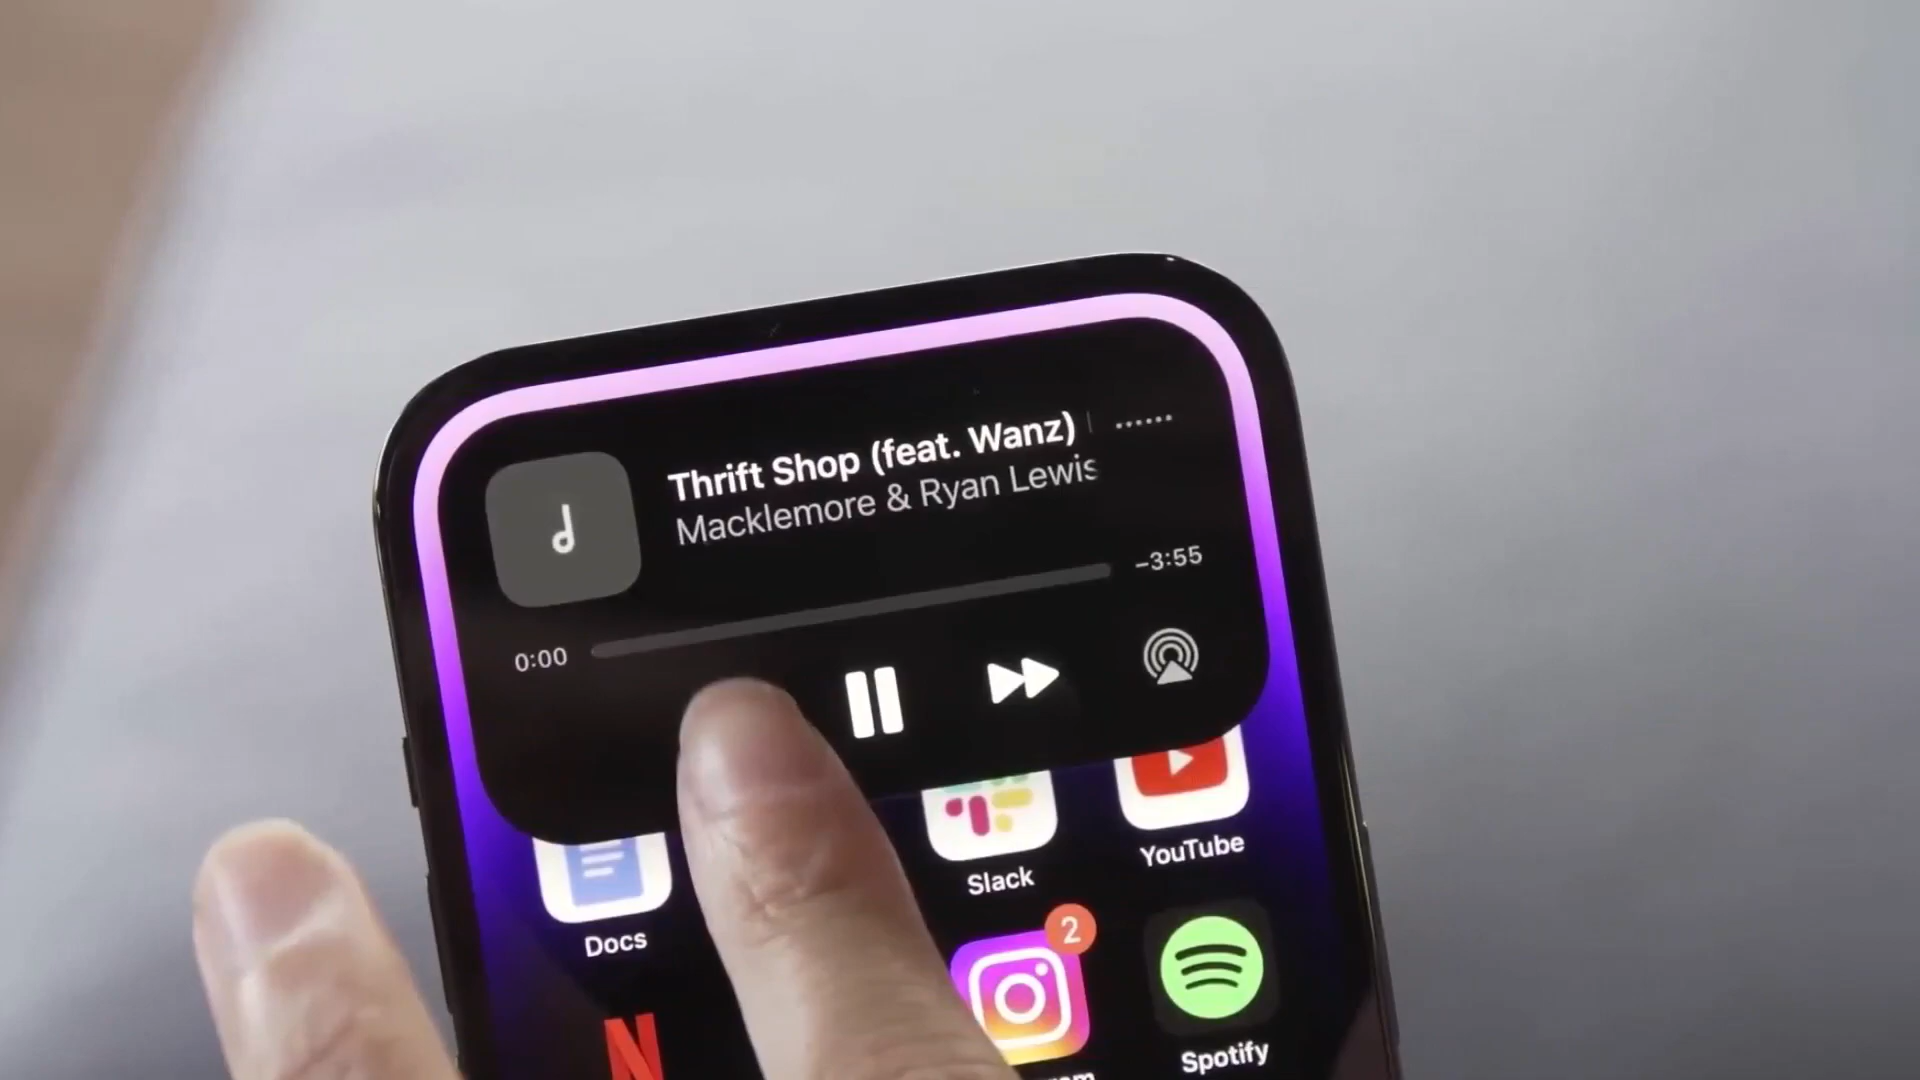 Thrift Shop (feat. Wanz)
Macklemore & Ryan Lewis
0:00
-3:55
Docs
Slack
YouTube
2
N
Spotify